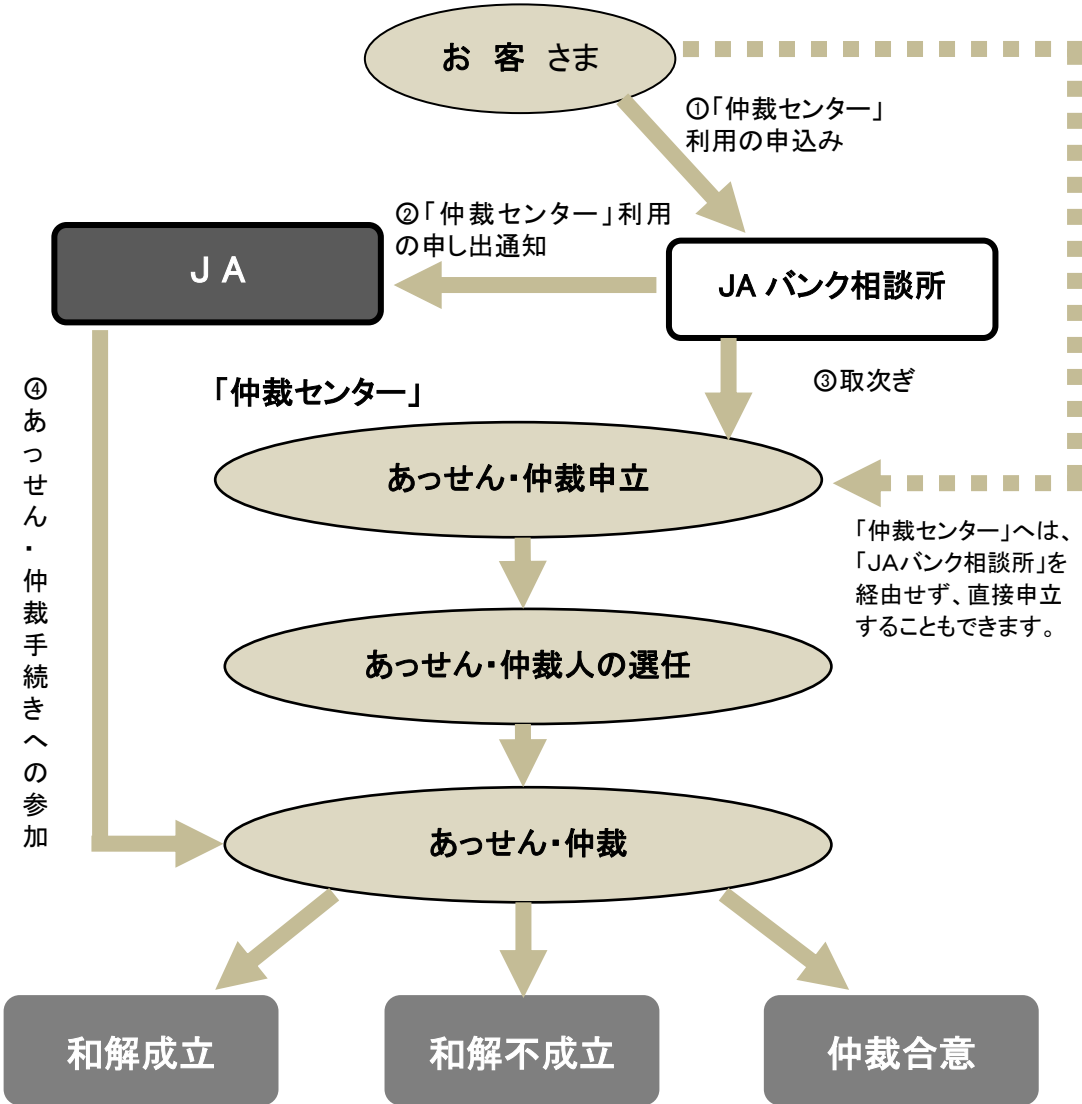 お 客 さま
①「仲裁センター」
利用の申込み
②「仲裁センター」利用
の申し出通知
JA
JA バンク相談所
③取次ぎ
④あっせん・仲裁手続きへの参加
「仲裁センター」
あっせん・仲裁申立
「仲裁センター」へは、
「JAバンク相談所」を
経由せず、直接申立
することもできます。
あっせん・仲裁人の選任
あっせん・仲裁
和解成立
和解不成立
仲裁合意